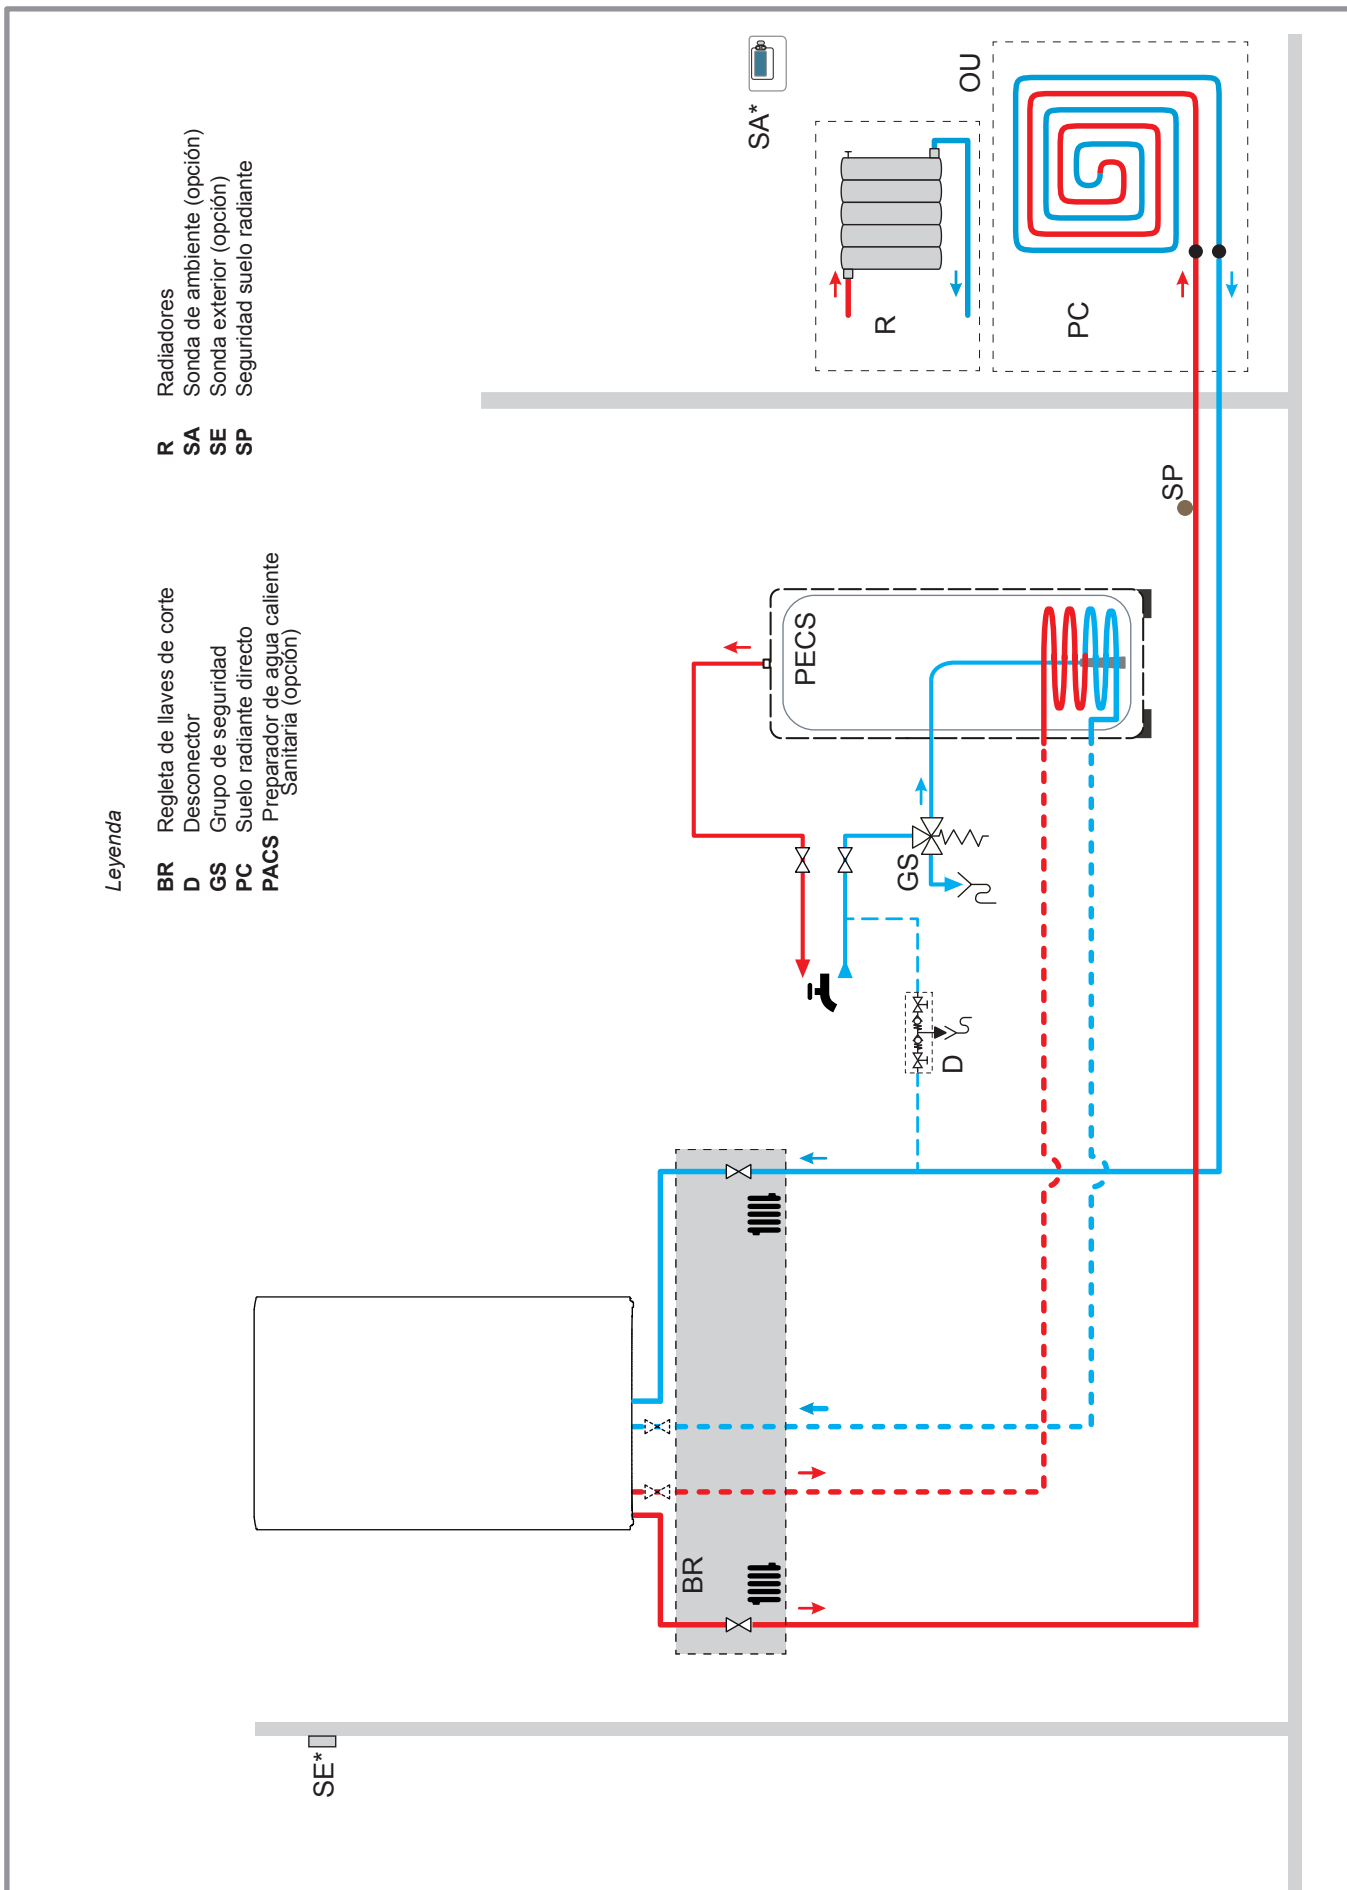 Leyenda
BR Regleta de llaves de corte
D Desconector
GS Grupo de seguridad
PC Suelo radiante directo
PACS Preparador de agua caliente
Sanitaria (opción)
R Radiadores
SA Sonda de ambiente (opción)
SE Sonda exterior (opción)
SP Seguridad suelo radiante
SE*
BR
D
GS
PECS
SP
SA*
R
OU
PC